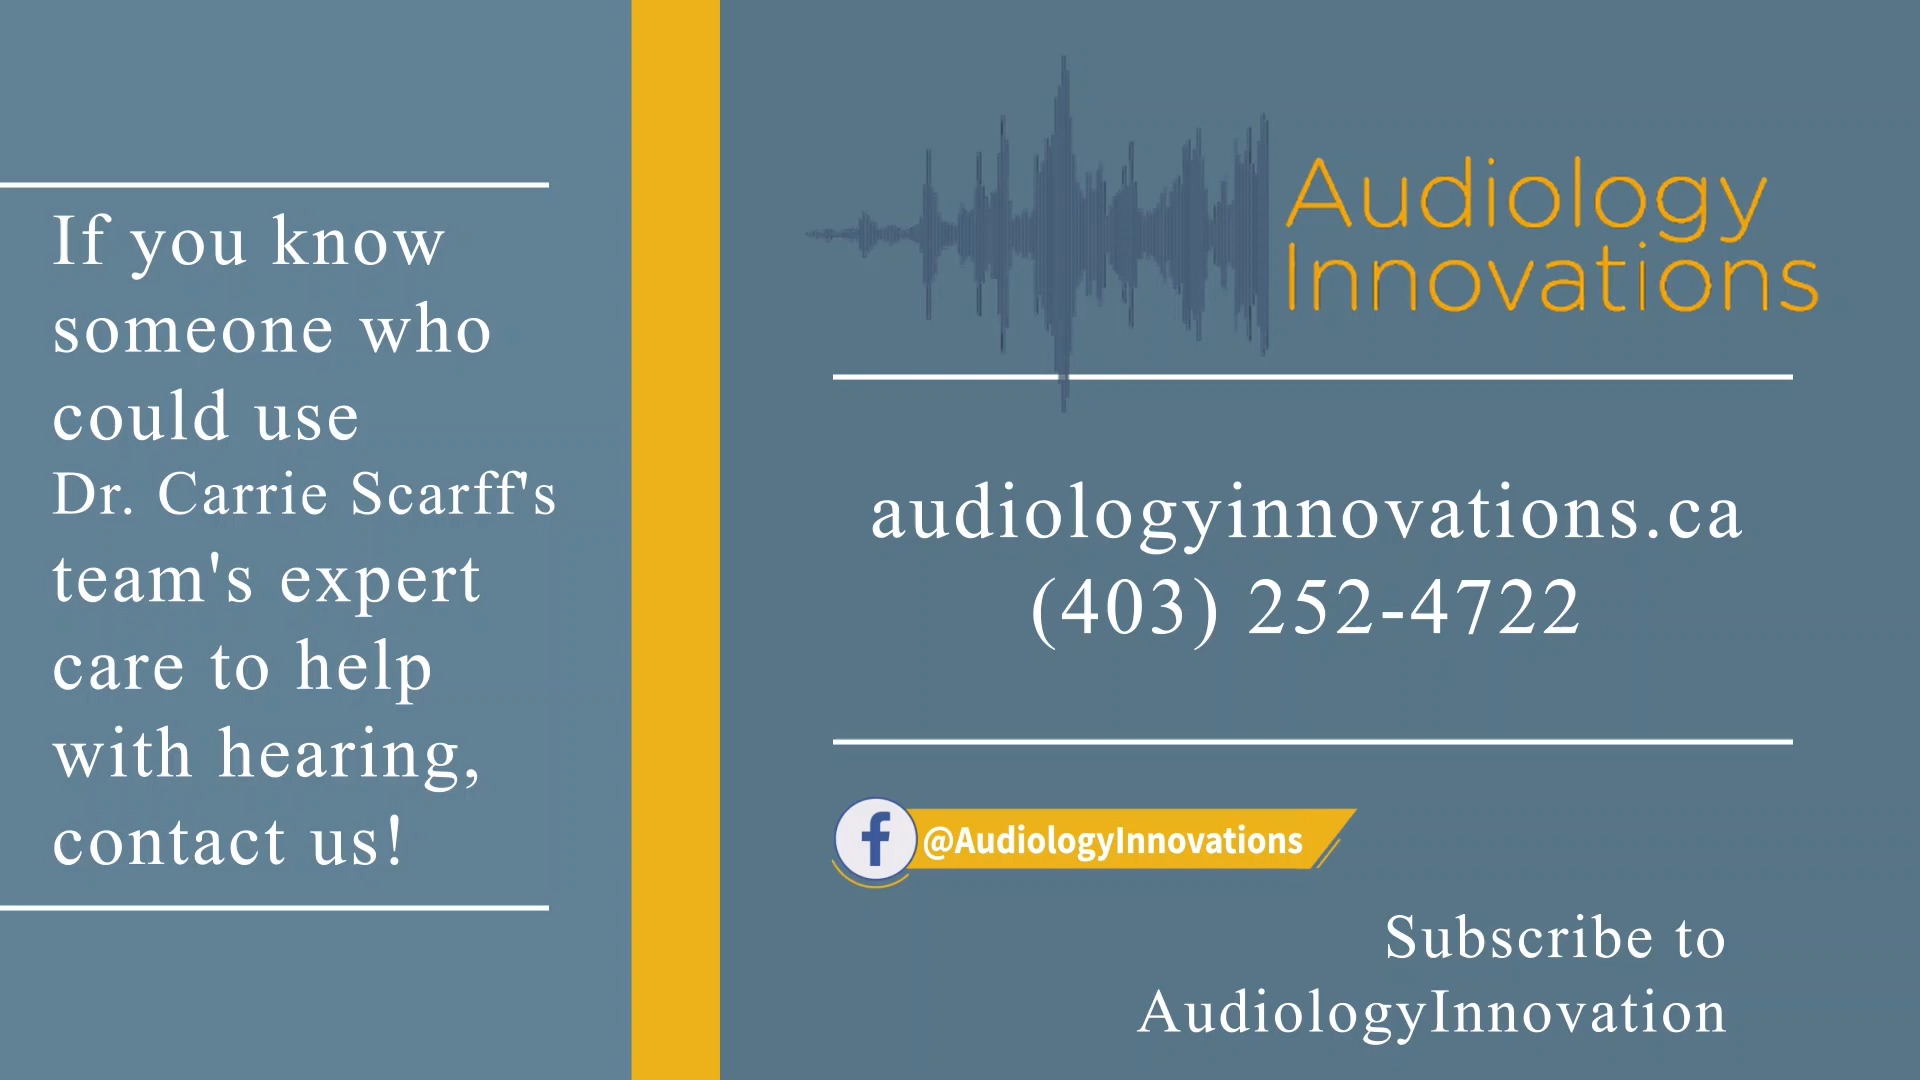 If you know
someone who
could use
Dr. Carrie Scarff's
team's expert
care to help
with hearing,
contact us!
Audiology
Innovations
audiologyinnovations.ca
(403) 252-4722
@AudiologyInnovations
Subscribe to
AudiologyInnovation